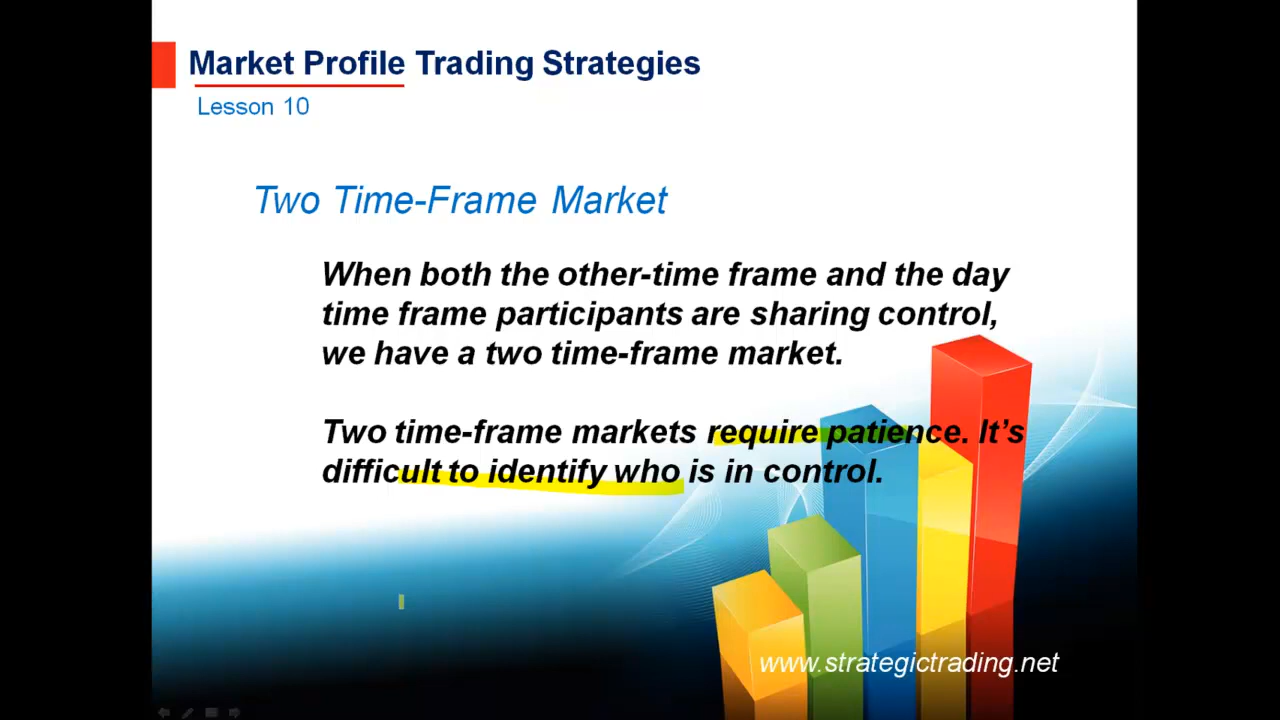 Market Profile Trading Strategies
Lesson 10
Two Time-Frame Market
When both the other-time frame and the day
time frame participants are sharing control,
we have a two time-frame market.
Two time-frame markets require patience. It's
difficult to identify who is in control.
www.strategictrading.net